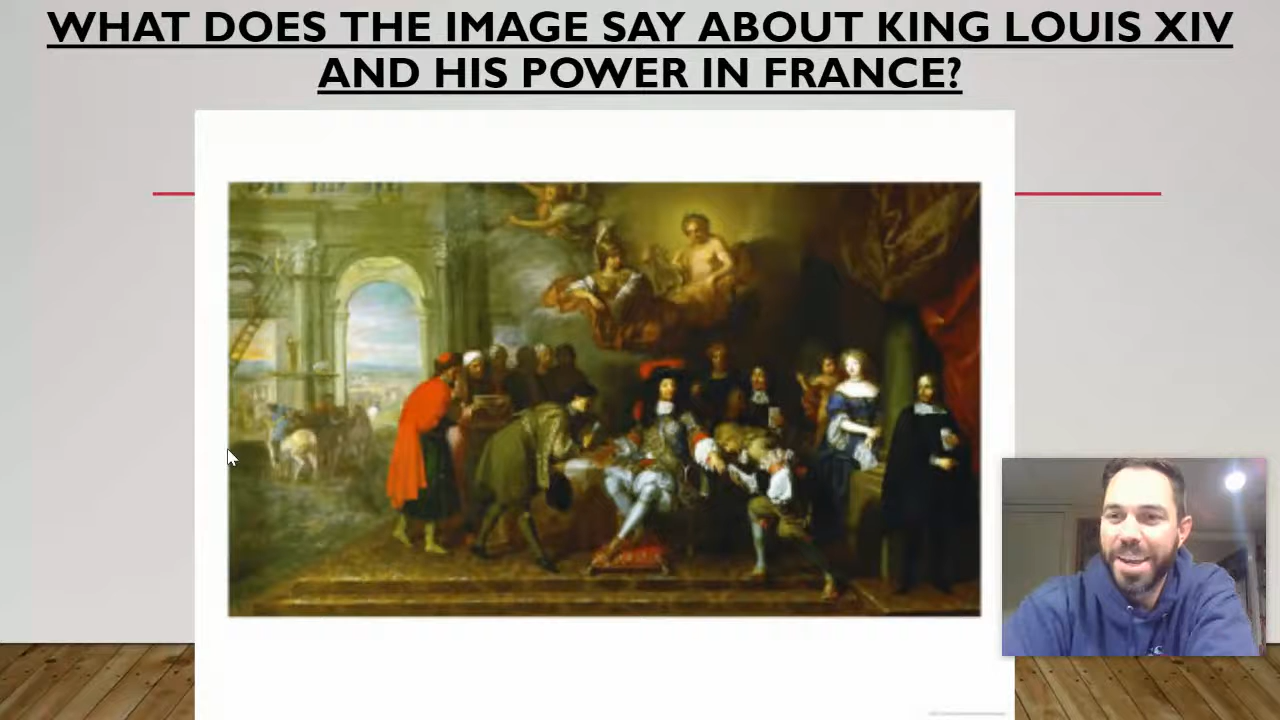 WHAT DOES THE IMAGE SAY ABOUT KING LOUIS XIV
AND HIS POWER IN FRANCE?